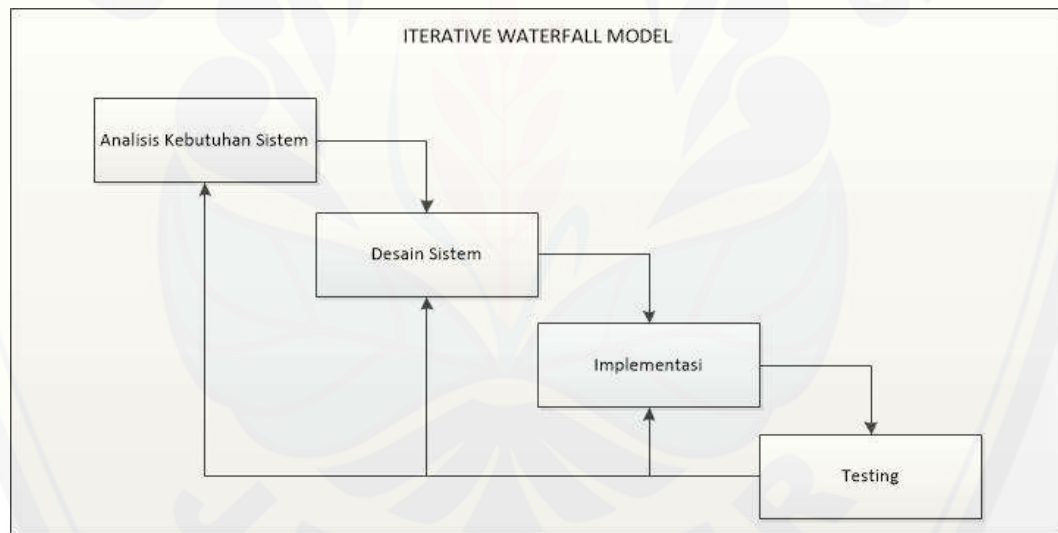 ITERATIVE WATERFALL MODEL
Analisis Kebutuhan Sistem
Desain Sistem
Implementasi
Testing